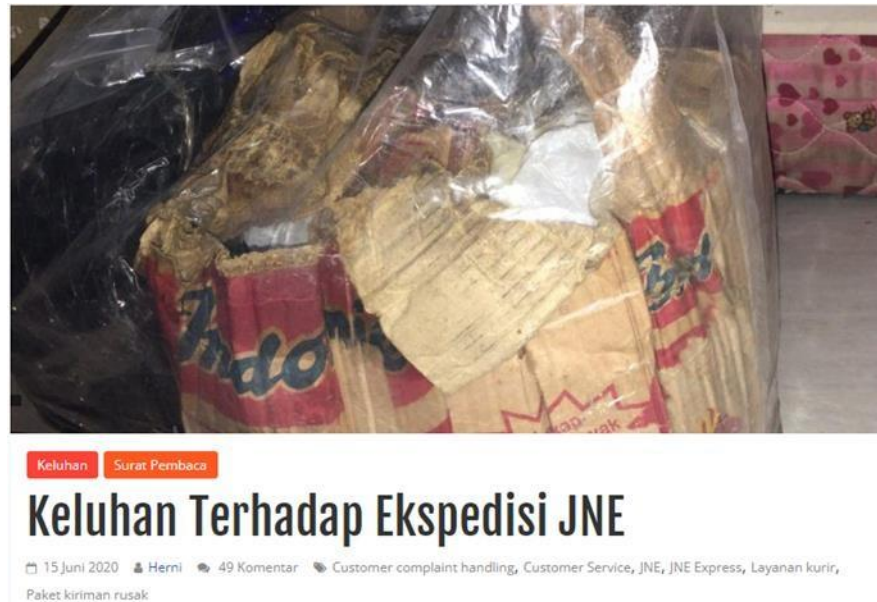 Indomi
Keluhan
Surat Pembaca
Keluhan Terhadap Ekspedisi JNE
15 Juni 2020 Herni 49 Komentar Customer complaint handling, Customer Service, JNE, JNE Express, Layanan kurir,
Paket kiriman rusak